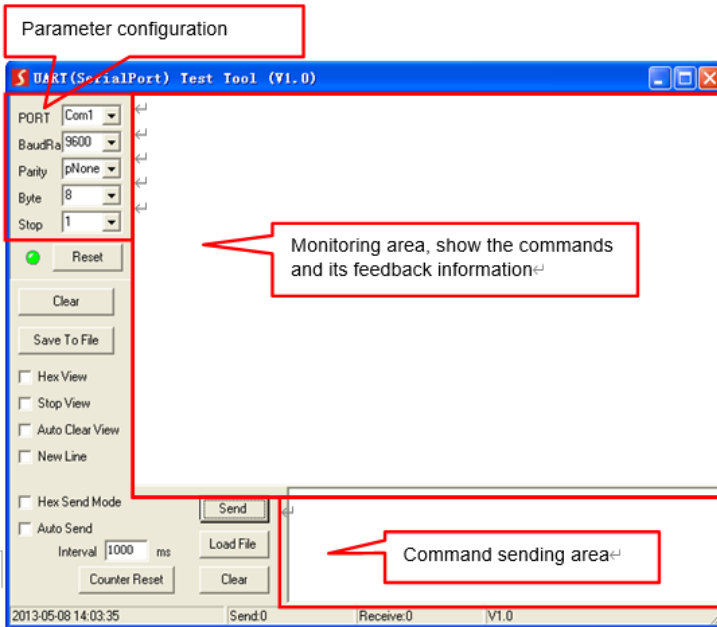 Parameter configuration
UART(SerialPort) Test Tool (V1.0)
PORT Com1
BaudRa 9600
Parity pNone
Byte 8
Stop 1
Reset
Monitoring area, show the commands
and its feedback information
Clear
Save To File
Hex View
Stop View
Auto Clear View
New Line
Hex Send Mode
Send
Auto Send
Interval 1000 ms
Load File
Command sending area
Counter Reset
Clear
2013-05-08 14:03:35 Send:0 Receive:0 V1.0